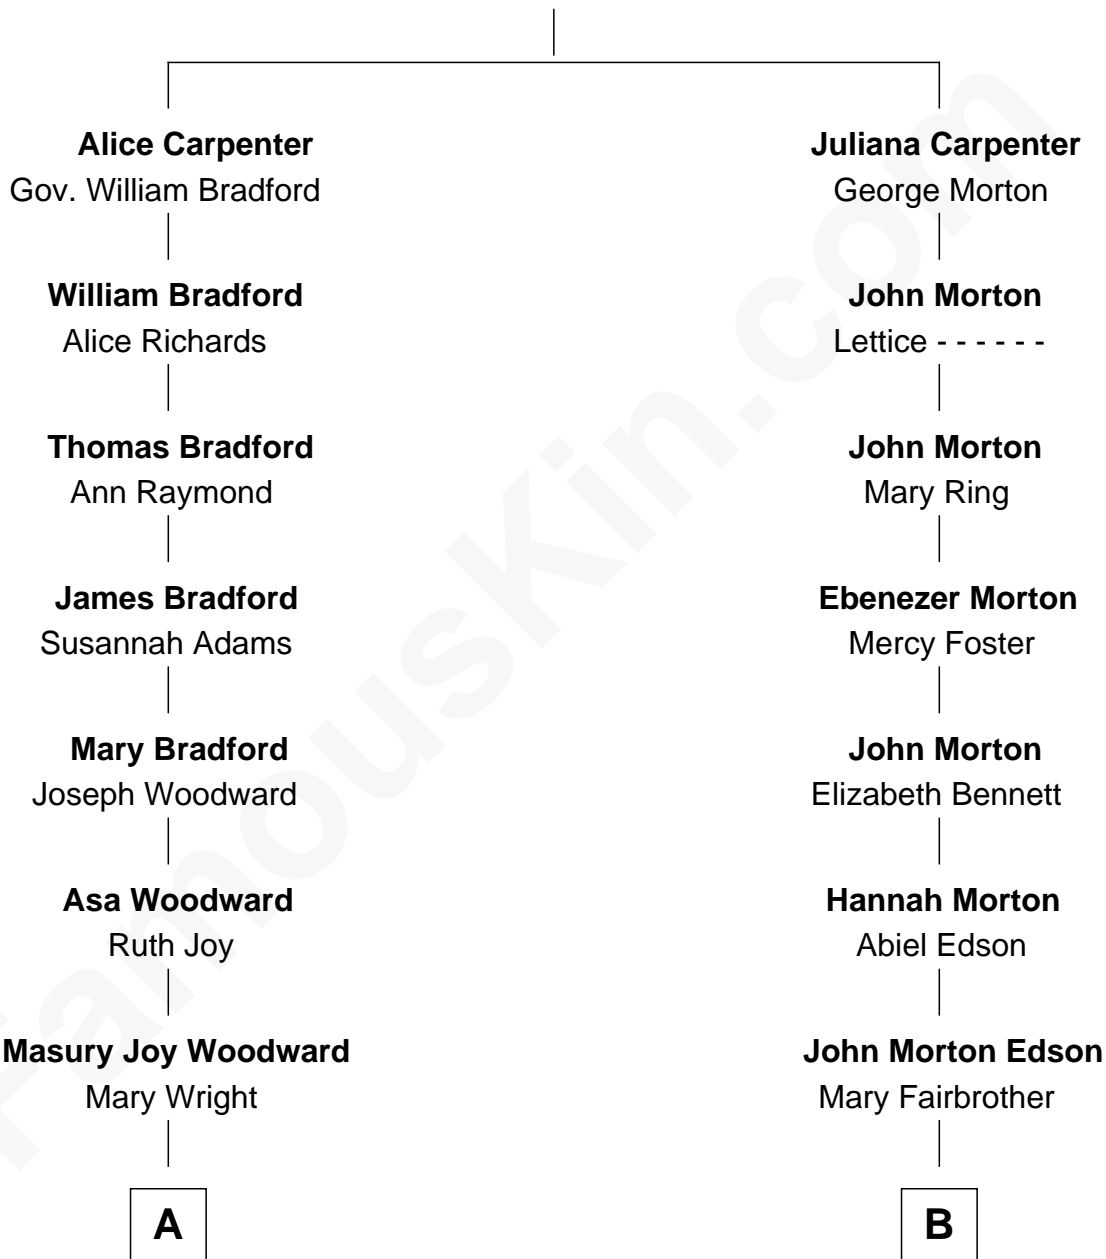 Alice Carpenter
Gov. William Bradford
William Bradford
Alice Richards
Thomas Bradford
Ann Raymond
James Bradford
Susannah Adams
Mary Bradford
Joseph Woodward
Asa Woodward
Ruth Joy
Masury Joy Woodward
Mary Wright
A
Juliana Carpenter
George Morton
John Morton
Lettice - - - - - -
John Morton
Mary Ring
Ebenezer Morton
Mercy Foster
John Morton
Elizabeth Bennett
Hannah Morton
Abiel Edson
John Morton Edson
Mary Fairbrother
B
FamousKin.com